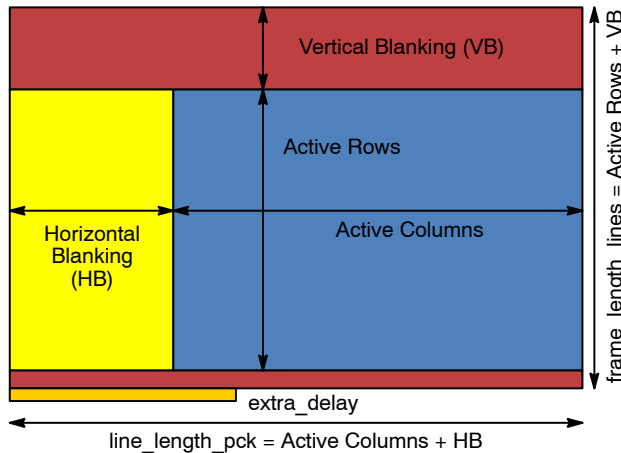 Vertical Blanking (VB)
Active Rows
Active Columns
Horizontal
Blanking
(HB)
frame_length_lines = Active Rows + VB
extra_delay
line_length_pck = Active Columns + HB